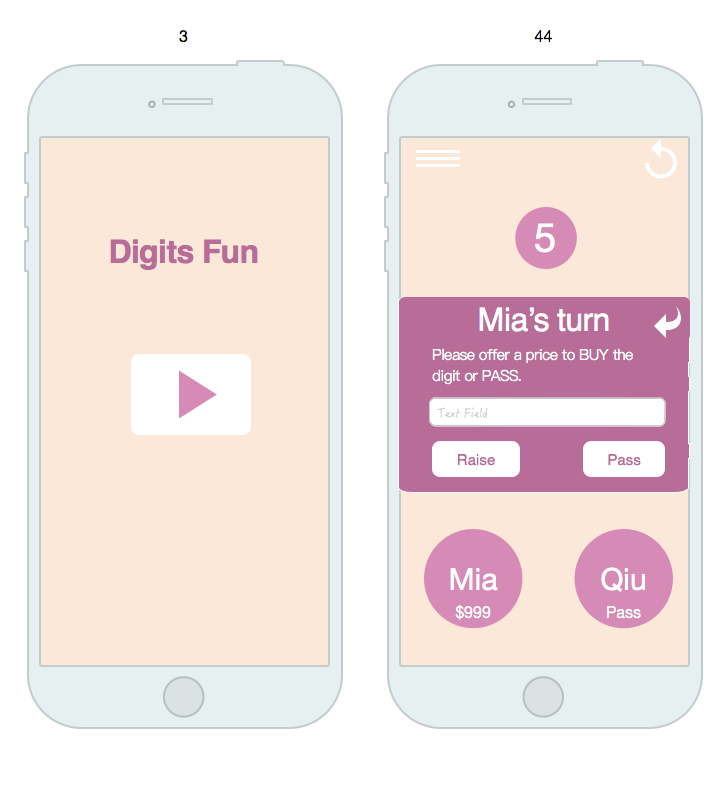 3
Digits Fun
44
5
Mia's turn
Please offer a price to BUY the
digit or PASS.
Text Field
Raise
Pass
Mia
$999
Qiu
Pass